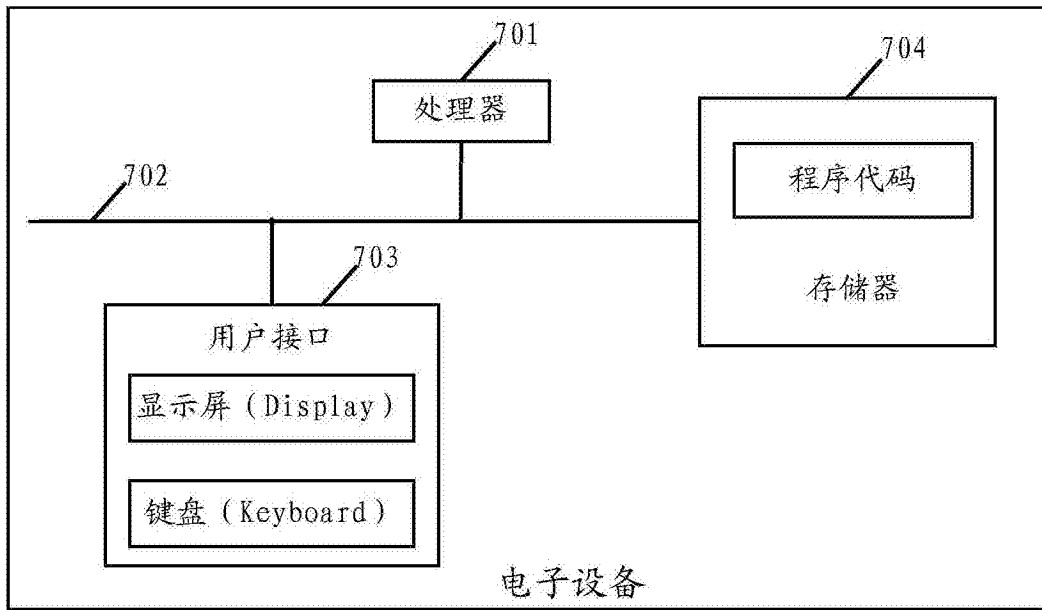 701
处理器
704
程序代码
存储器
702
703
用户接口
显示屏（Display）
键盘（Keyboard）
电子设备